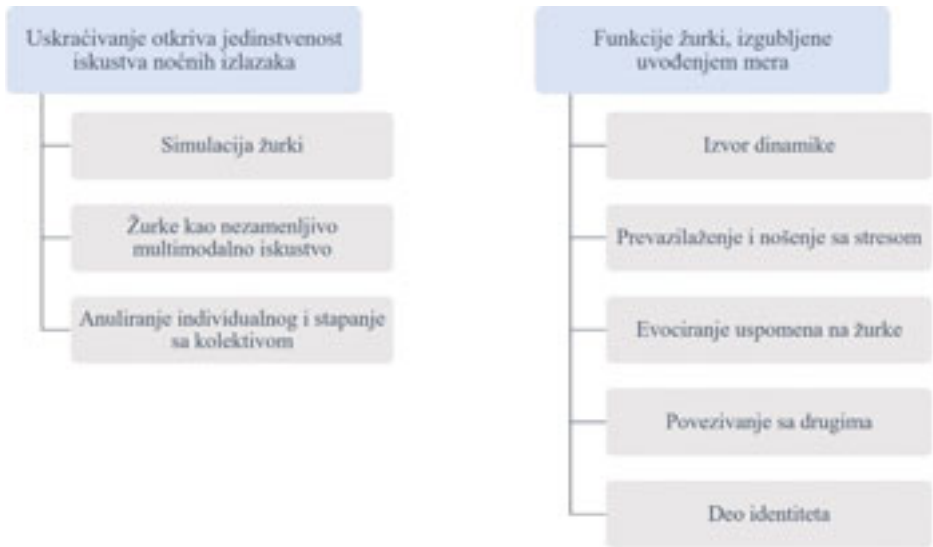 Uskraćivanje otkriva jedinstvenost
iskustva noćnih izlazaka
Simulacija žurki
Žurke kao nezamenljivo
multimodalno iskustvo
Anuliranje individualnog i stapanje
sa kolektivom
Funkcije žurki, izgubljene
uvođenjem mera
Izvor dinamike
Prevazilaženje i nošenje sa stresom
Evociranje uspomena na žurke
Povezivanje sa drugima
Deo identiteta